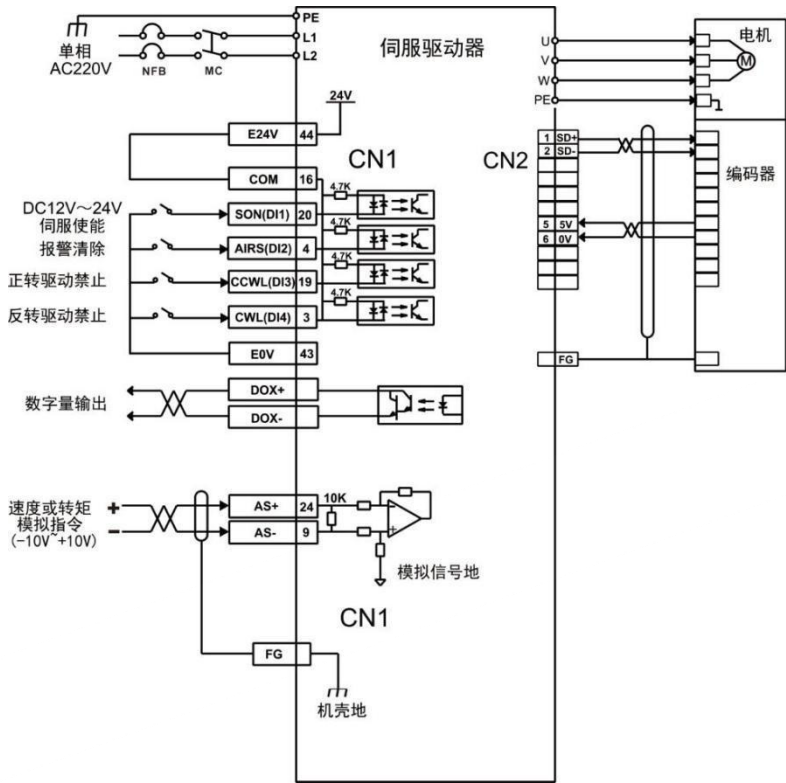 PE
单相
AC220V
NFB
MC
L1
L2
伺服驱动器
U
V
W
PE
电机
M
24V
E24V 44
CN1
CN2
1 SD+
2 SD-
编码器
COM 16
4.7K
DC12V～24V
伺服使能
SON(DI1) 20
4.7K
报警清除
AIRS(DI2) 4
4.7K
正转驱动禁止
CCWL(DI3) 19
4.7K
反转驱动禁止
CWL(DI4) 3
5 5V
6 0V
E0V 43
FG
数字量输出
DOX+
DOX-
速度或转矩
模拟指令
(-10V~+10V)
+
−
AS+ 24
AS- 9
10K
−
+
模拟信号地
CN1
FG
机壳地